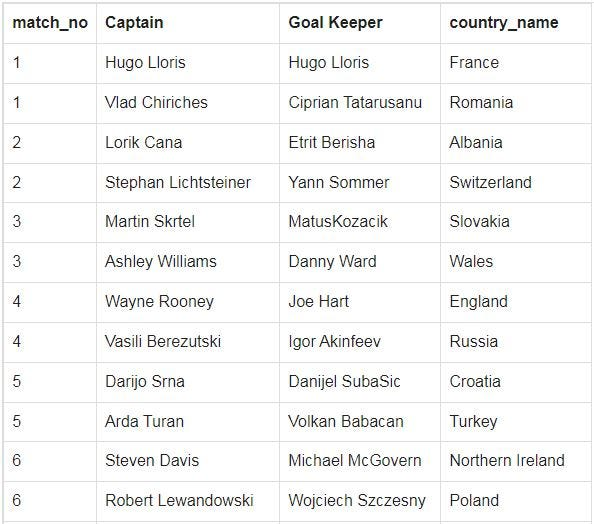 match_no Captain Goal Keeper country_name
1 Hugo Lloris Hugo Lloris France
1 Vlad Chiriches Ciprian Tatarusanu Romania
2 Lorik Cana Etrit Berisha Albania
2 Stephan Lichtsteiner Yann Sommer Switzerland
3 Martin Skrtel MatusKozacik Slovakia
3 Ashley Williams Danny Ward Wales
4 Wayne Rooney Joe Hart England
4 Vasili Berezutski Igor Akinfeev Russia
5 Darijo Srna Danijel SubaSic Croatia
5 Arda Turan Volkan Babacan Turkey
6 Steven Davis Michael McGovern Northern Ireland
6 Robert Lewandowski Wojciech Szczesny Poland